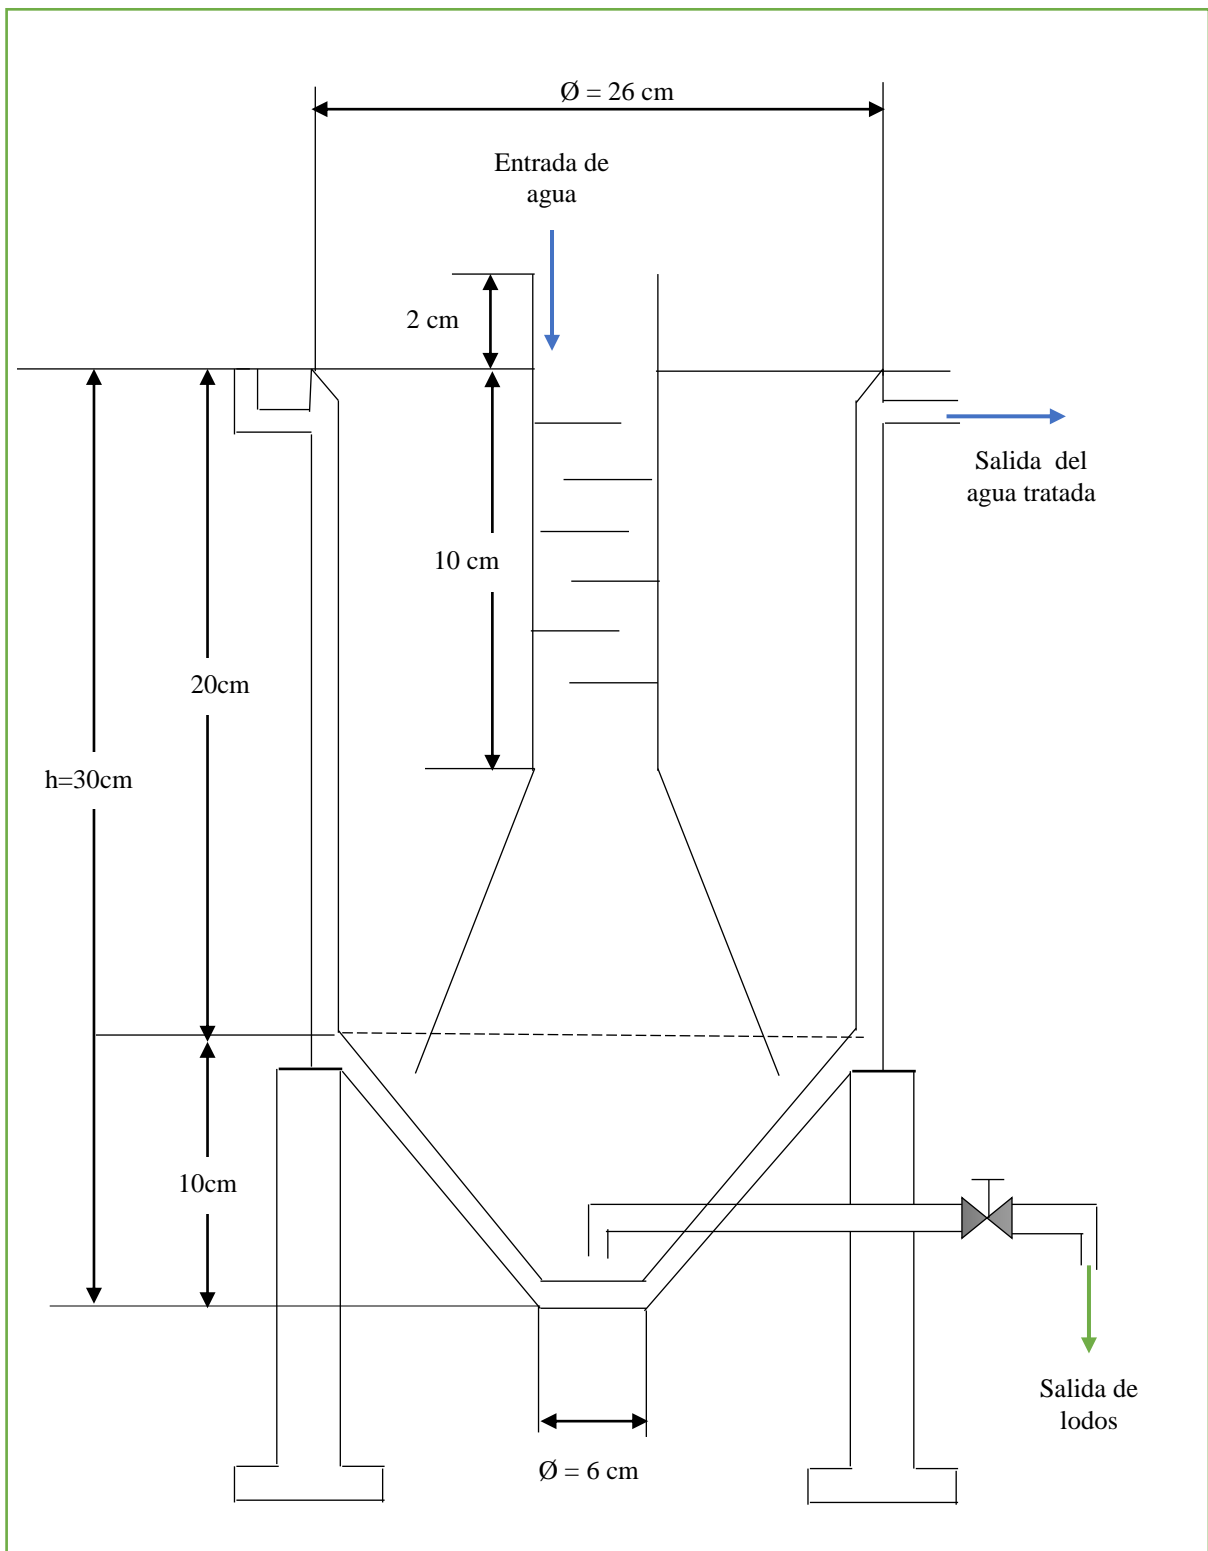 Ø = 26 cm
Entrada de
agua
2 cm
Salida del
agua tratada
10 cm
20cm
h=30cm
10cm
Salida de
lodos
Ø = 6 cm